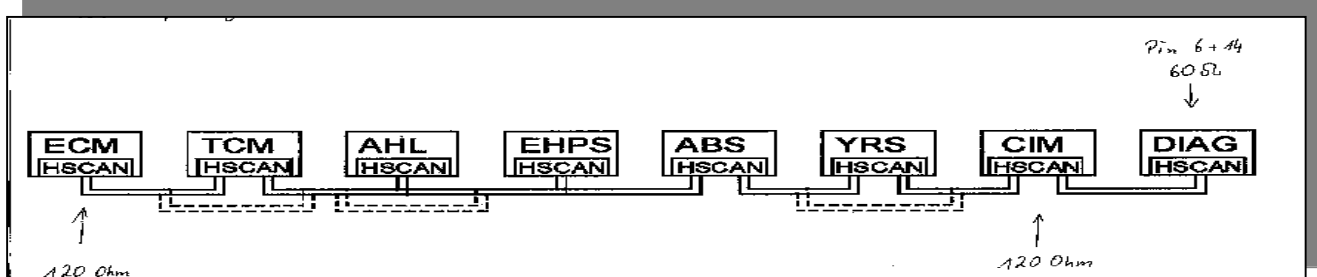 Pin 6+14
60 Ω
ECM TCM AHL EHPS ABS YRS CIM DIAG
HSCAN HSCAN HSCAN HSCAN HSCAN HSCAN HSCAN HSCAN
120 Ohm 120 Ohm